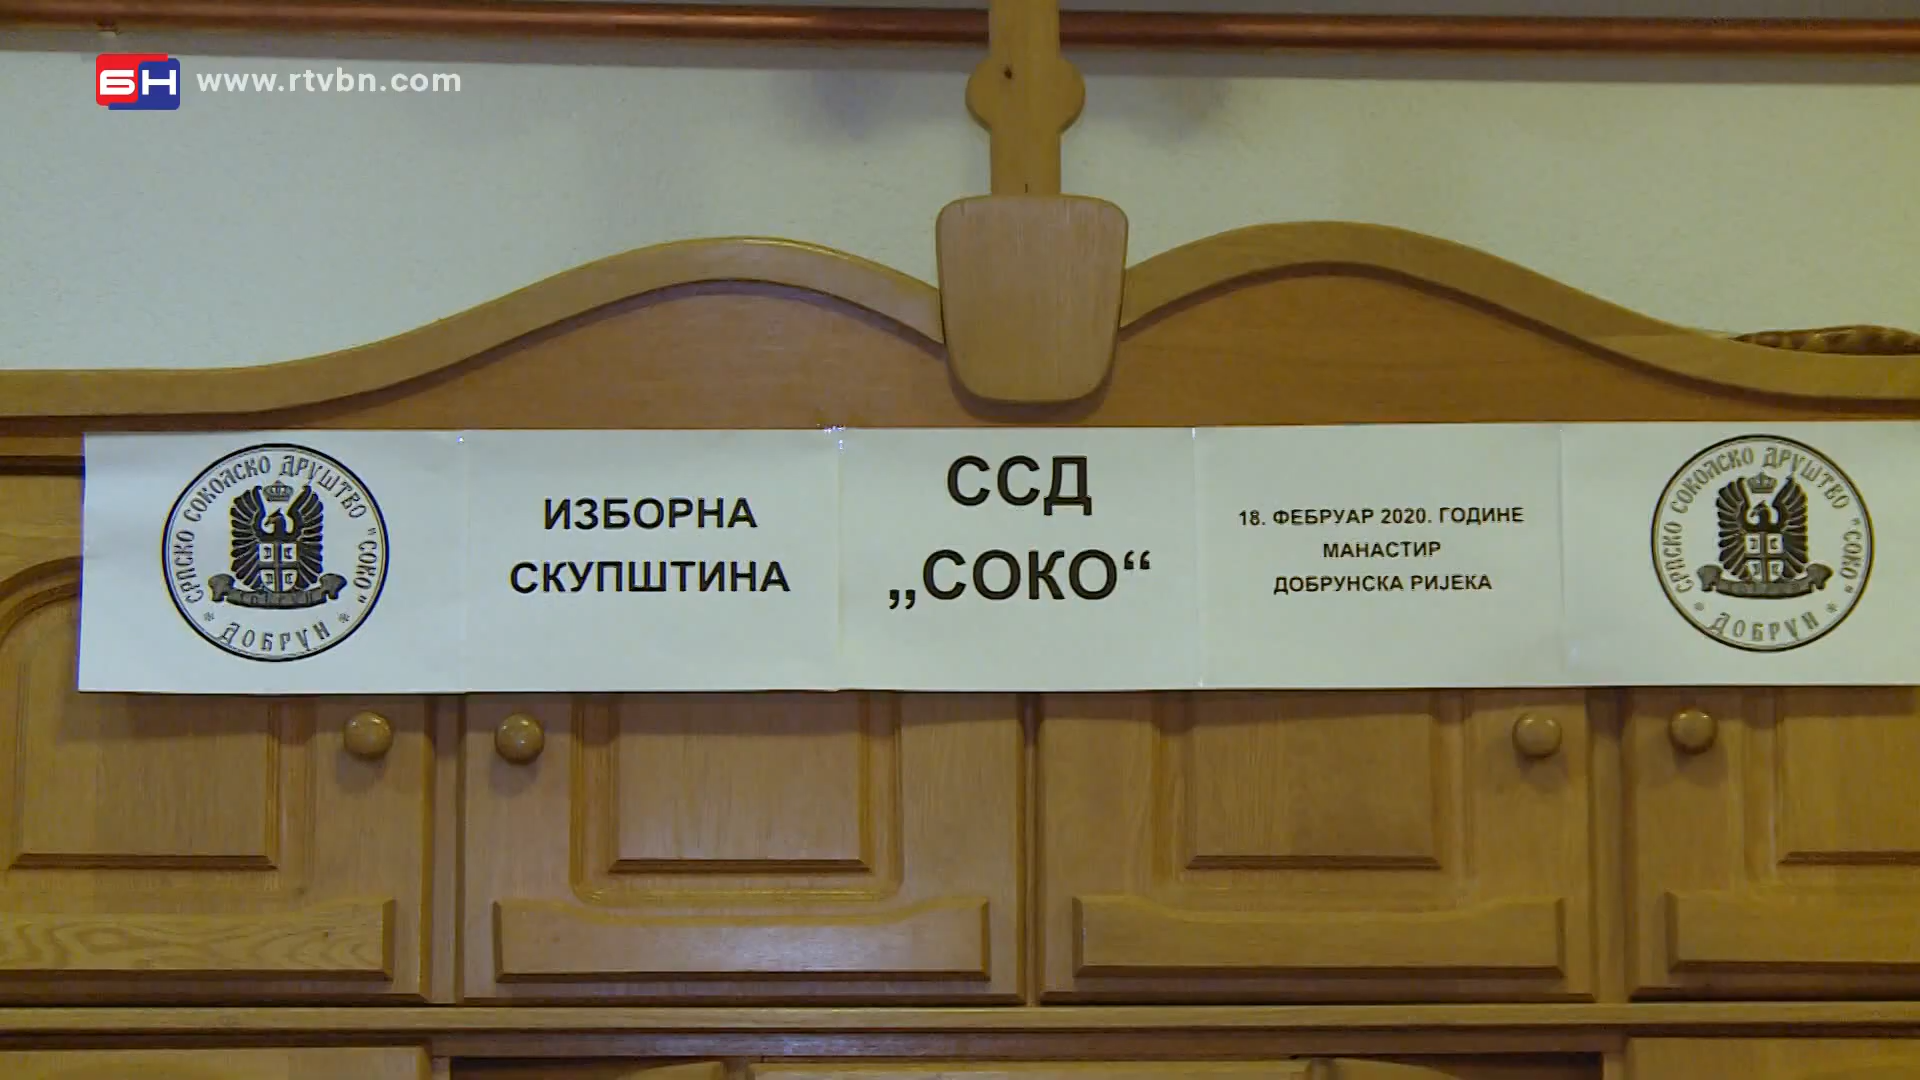 БН www.rtvbn.com
СРПСКО СОКОЛСКО ДРУШТВО "СОКО"
* ДОБРУН *
ИЗБОРНА
СКУПШТИНА
ССД
„СОКО“
18. ФЕБРУАР 2020. ГОДИНЕ
МАНАСТИР
ДОБРУНСКА РИЈЕКА
СРПСКО СОКОЛСКО ДРУШТВО "СОКО"
* ДОБРУН *